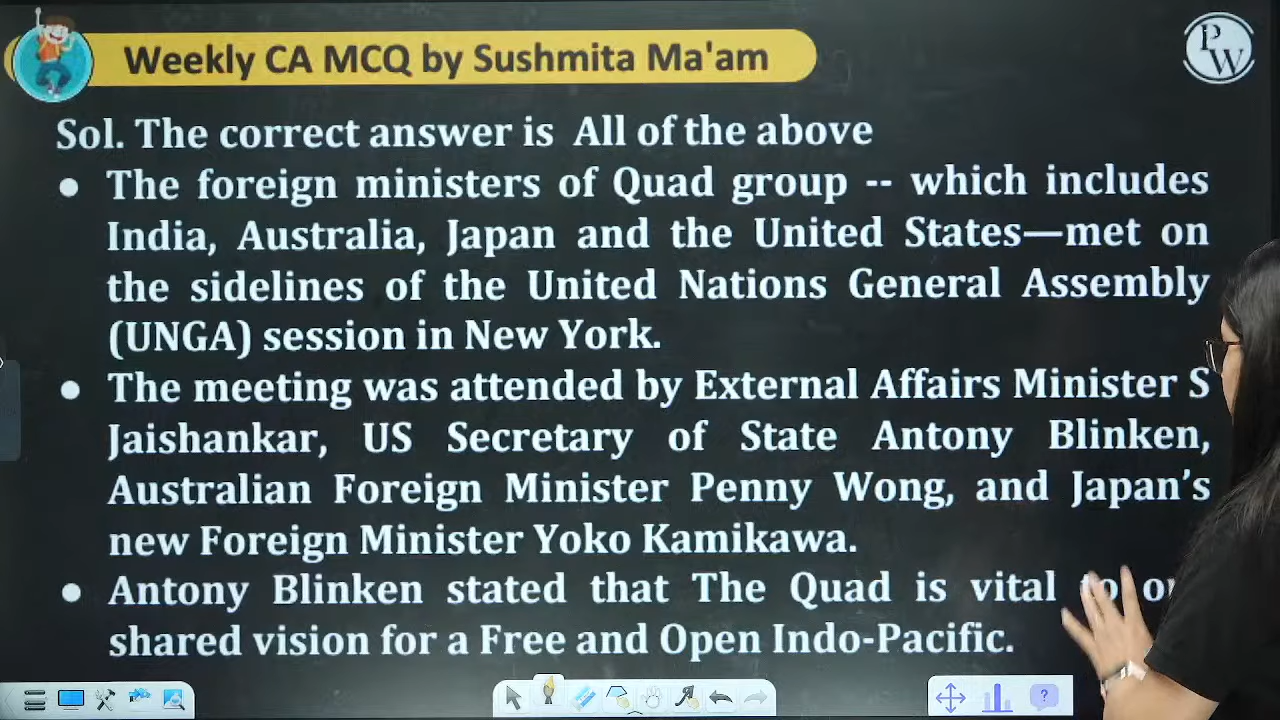 Weekly CA MCQ by Sushmita Ma'am
PW
Sol. The correct answer is All of the above
● The foreign ministers of Quad group -- which includes
India, Australia, Japan and the United States—met on
the sidelines of the United Nations General Assembly
(UNGA) session in New York.
● The meeting was attended by External Affairs Minister S
Jaishankar, US Secretary of State Antony Blinken,
Australian Foreign Minister Penny Wong, and Japan’s
new Foreign Minister Yoko Kamikawa.
● Antony Blinken stated that The Quad is vital to
shared vision for a Free and Open Indo-Pacific.